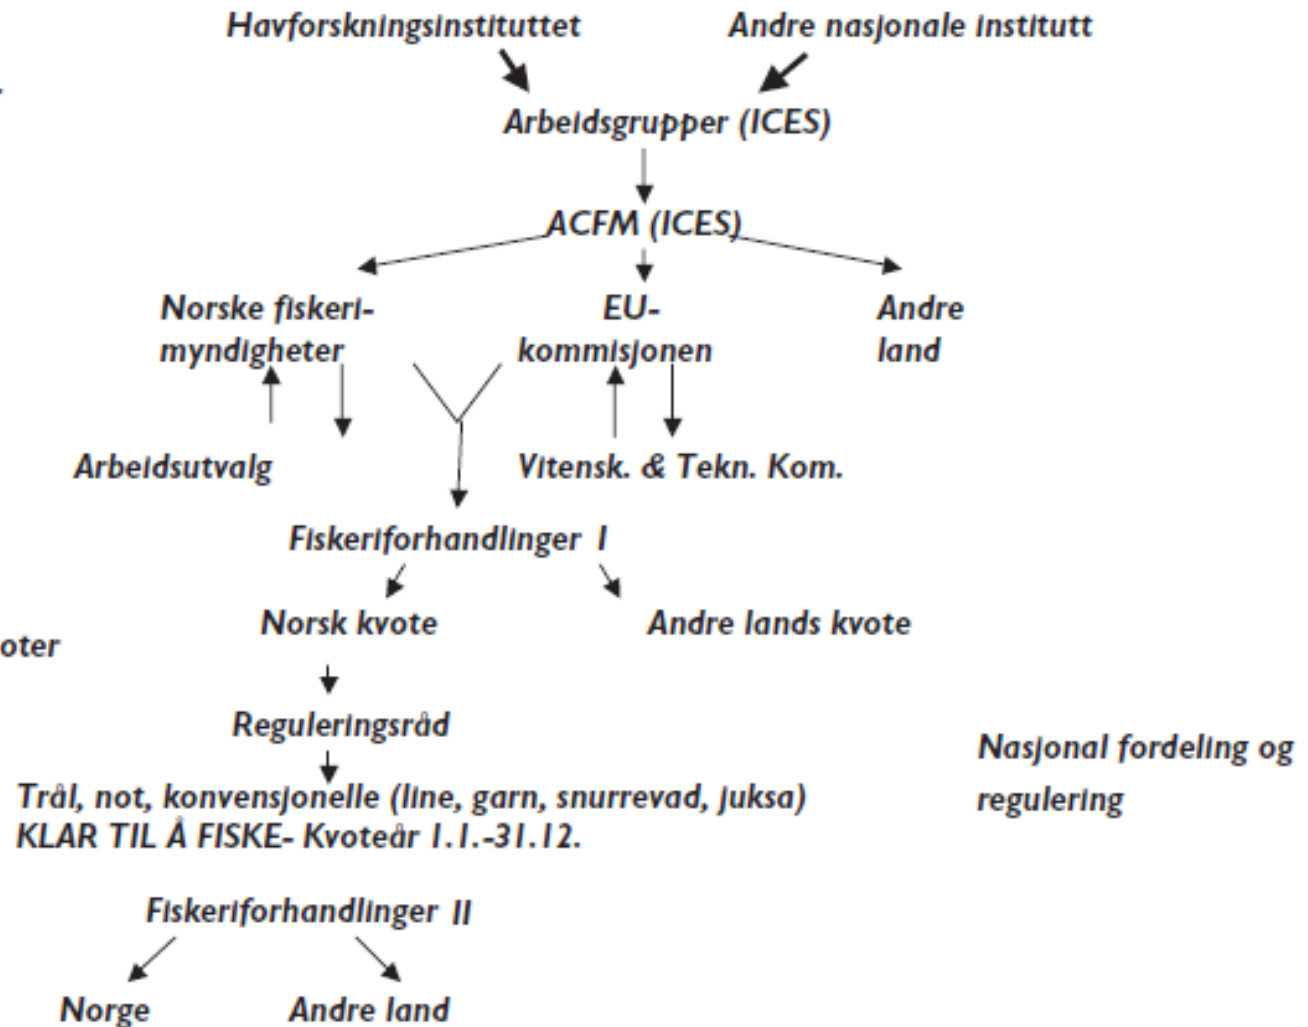 Havforskningsinstituttet Andre nasjonale institutt
Arbeidsgrupper (ICES)
ACFM (ICES)
Norske fiskeri- EU- Andre
myndigheter kommisjonen land
Arbeidsutvalg Vitensk. & Tekn. Kom.
Fiskeriforhandlinger I
Norsk kvote Andre lands kvote
oter
Reguleringsråd
Nasjonal fordeling og
regulering
Trål, not, konvensjonelle (line, garn, snurrevad, juksa)
KLAR TIL Å FISKE- Kvoteår 1.1.-31.12.
Fiskeriforhandlinger II
Norge Andre land